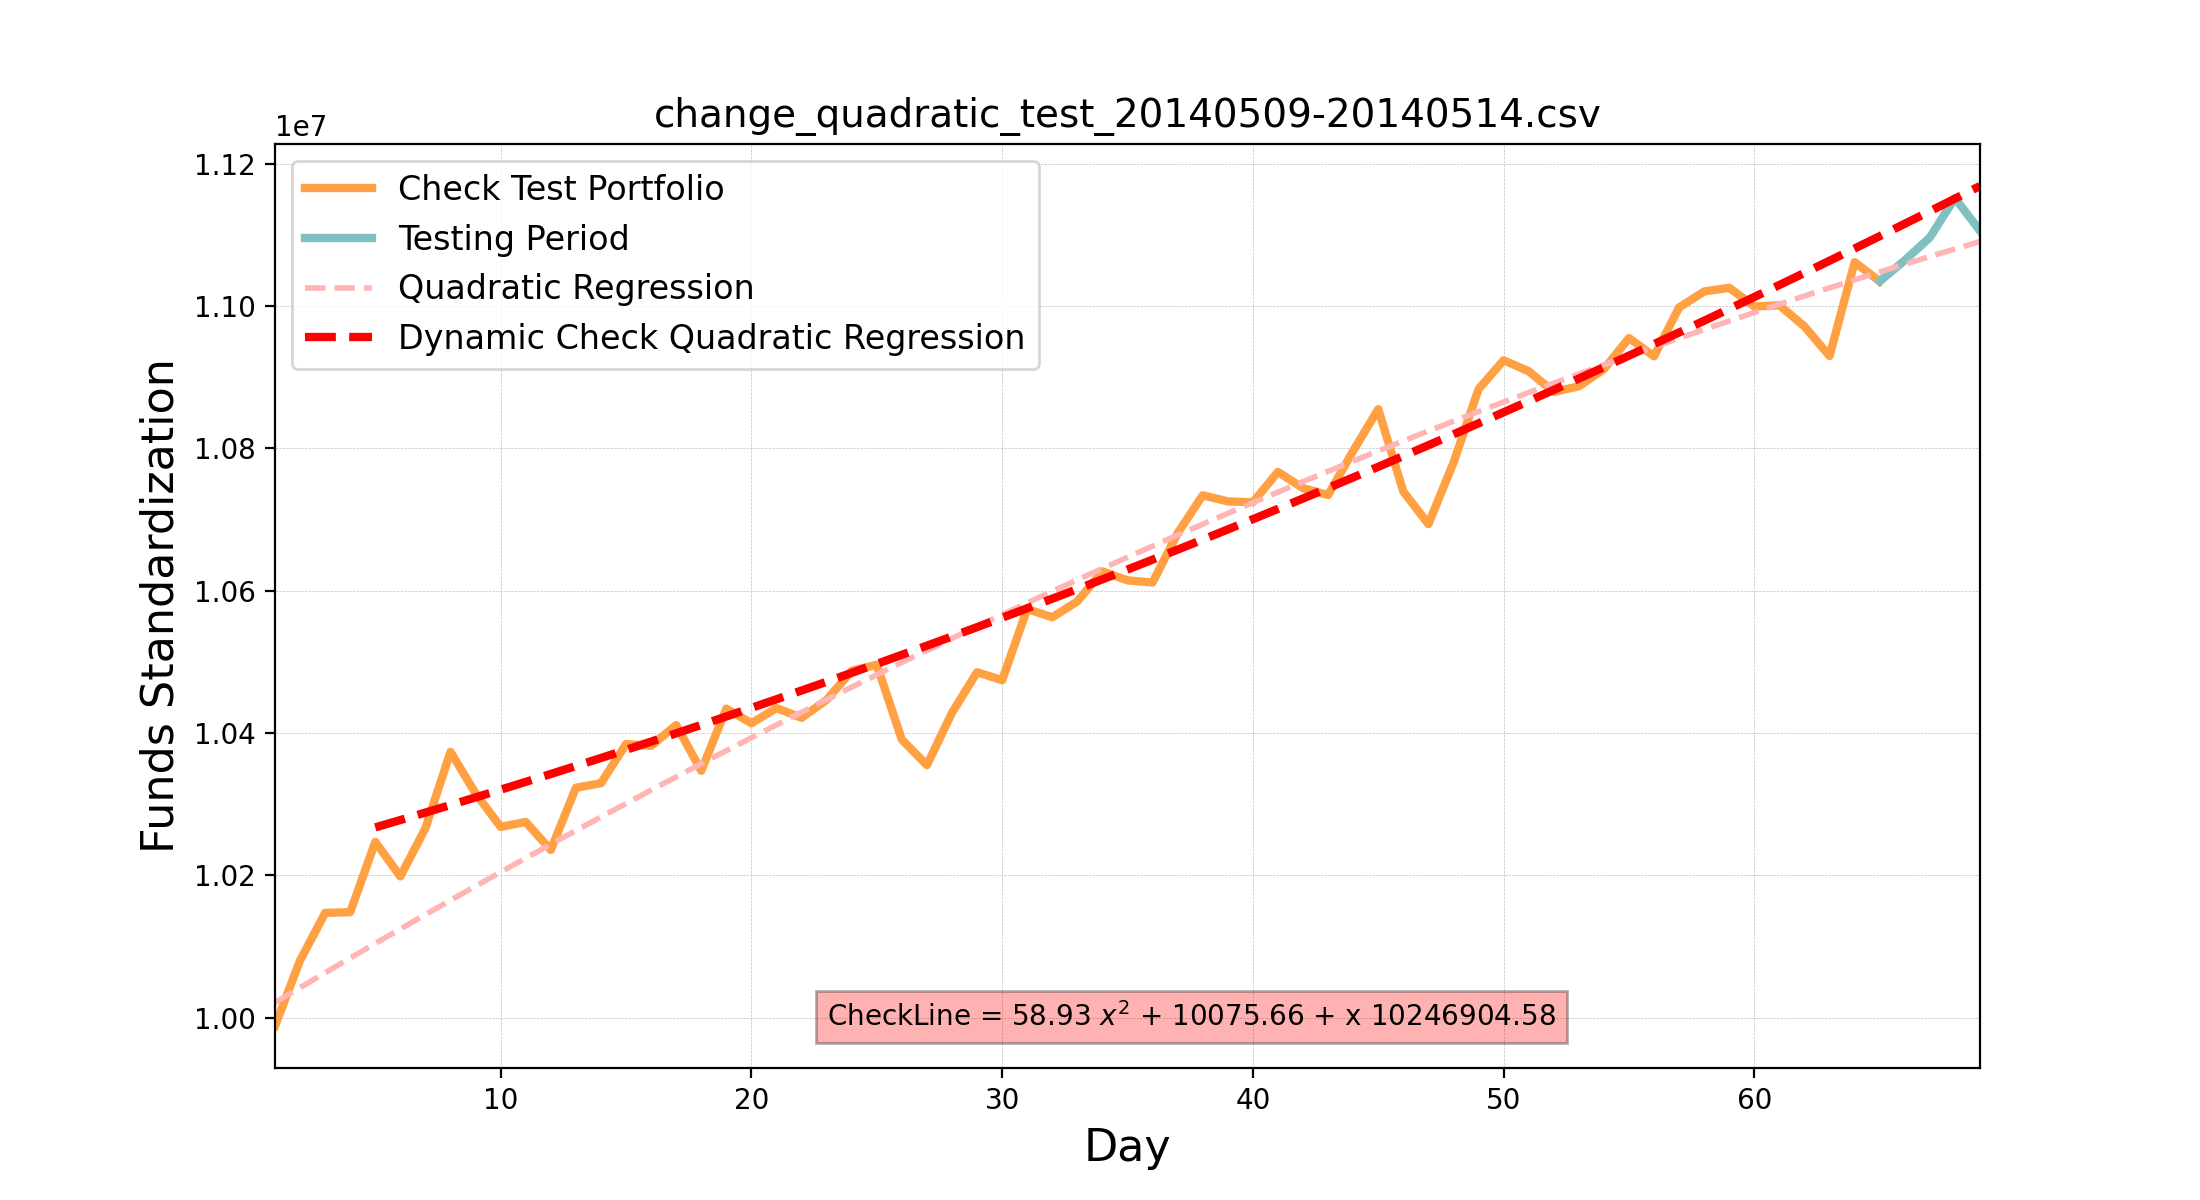 change_quadratic_test_20140509-20140514.csv
1e7
1.12
1.10
1.08
1.06
1.04
1.02
1.00
Funds Standardization
Check Test Portfolio
Testing Period
Quadratic Regression
Dynamic Check Quadratic Regression
CheckLine = 58.93 x² + 10075.66 + x 10246904.58
10 20 30 40 50 60
Day